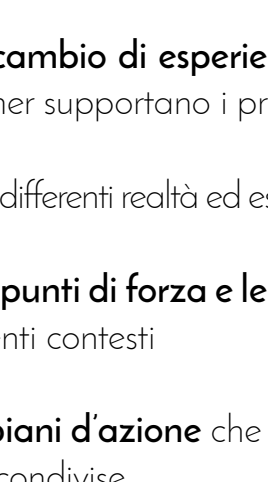 cambio di esperie
ner supportano i pr
differenti realtà ed es
punti di forza e le
nti contesti
piani d'azione che
condivise